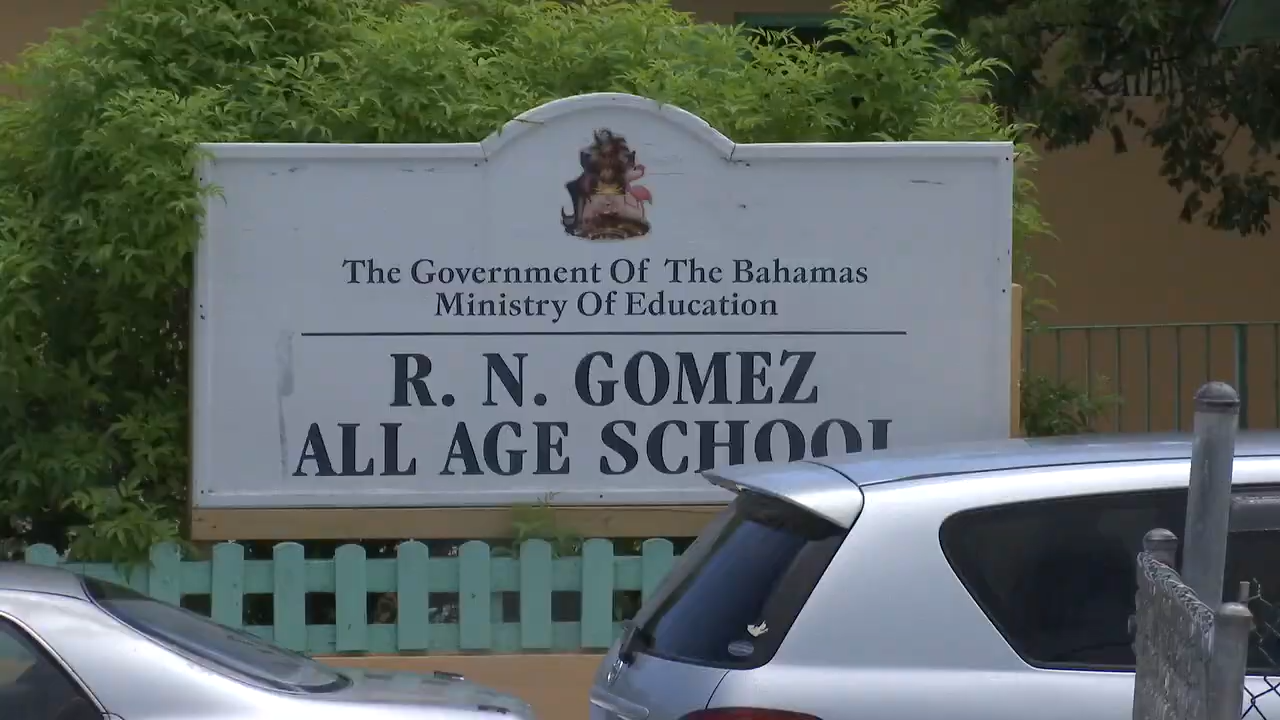 The Government Of The Bahamas
Ministry Of Education
R. N. GOMEZ
ALL AGE SCHOOL